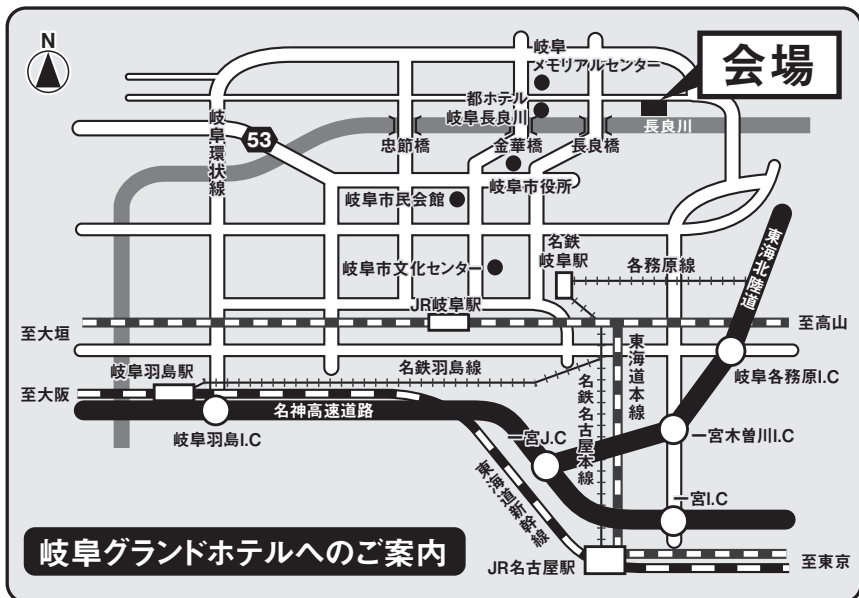 N
岐阜
メモリアルセンター
会場
都ホテル
岐阜長良川
長良川
岐阜環状線
53
忠節橋
金華橋
長良橋
岐阜市役所
岐阜市民会館
名鉄
岐阜駅
各務原線
東海北陸道
岐阜市文化センター
JR岐阜駅
至大垣
至高山
岐阜羽島駅
名鉄羽島線
東海道本線
名鉄名古屋本線
岐阜各務原I.C
至大阪
名神高速道路
岐阜羽島I.C
一宮J.C
一宮木曽川I.C
東海道新幹線
一宮I.C
岐阜グランドホテルへのご案内
JR名古屋駅
至東京